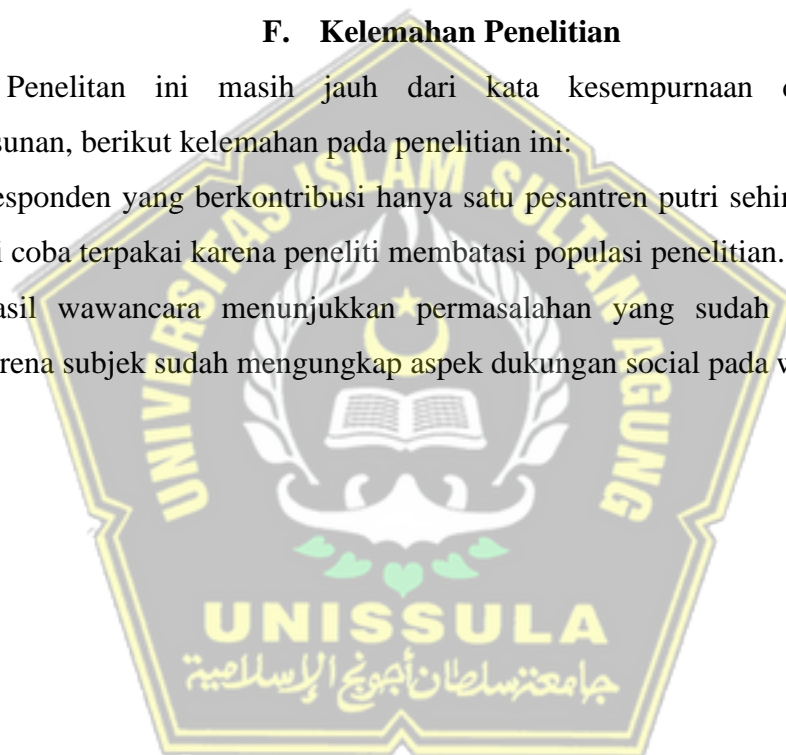 F. Kelemahan Penelitian
Penelitan ini masih jauh dari kata kesempurnaan
sunan, berikut kelemahan pada penelitian ini:
esponden yang berkontribusi hanya satu pesantren putri sehin
i coba terpakai karena peneliti membatasi populasi penelitian.
asil wawancara menunjukkan permasalahan yang sudah
rena subjek sudah mengungkap aspek dukungan social pada w
UNIVERSITAS ISLAM SULTAN AGUNG
UNISSULA
جامعتسلطان أجونج الإسلامية